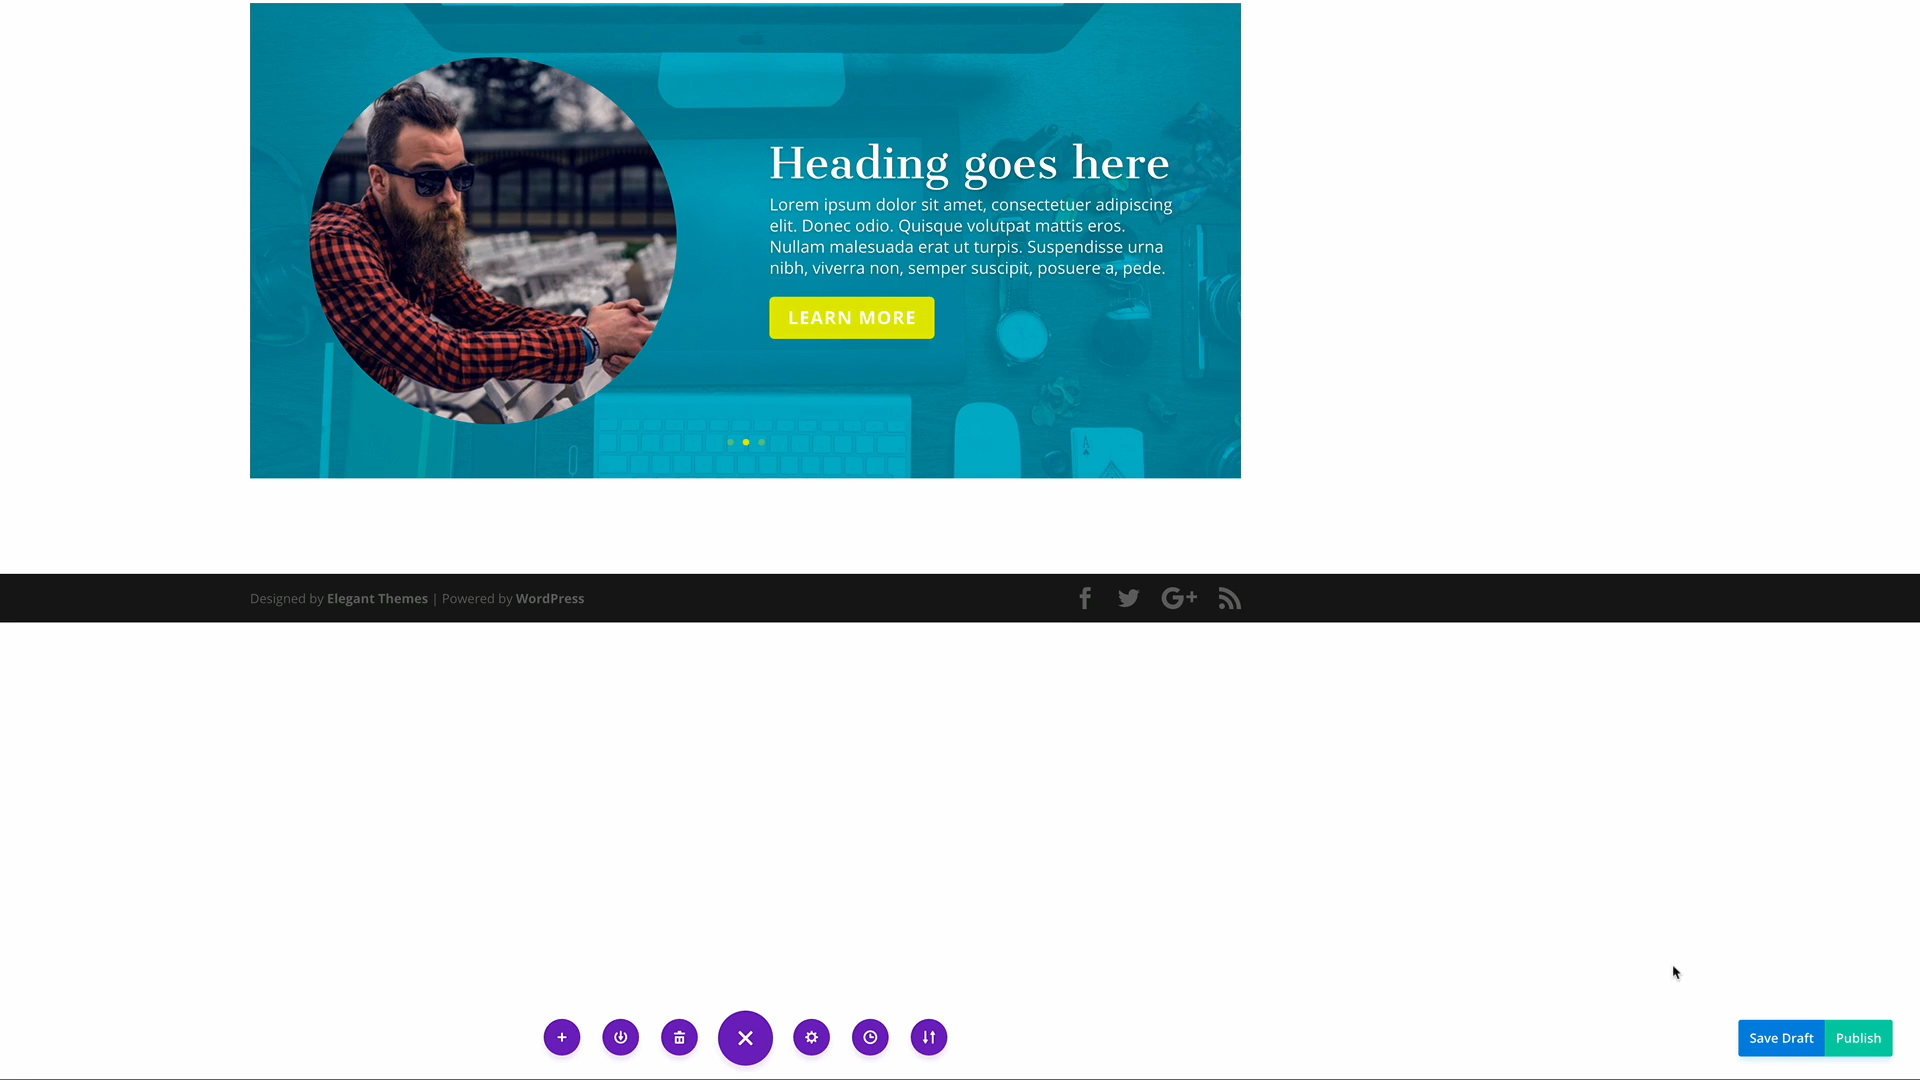 Heading goes here
Lorem ipsum dolor sit amet, consectetuer adipiscing
elit. Donec odio. Quisque volutpat mattis eros.
Nullam malesuada erat ut turpis. Suspendisse urna
nibh, viverra non, semper suscipit, posuere a, pede.
LEARN MORE
A
Designed by Elegant Themes | Powered by WordPress
Save Draft
Publish